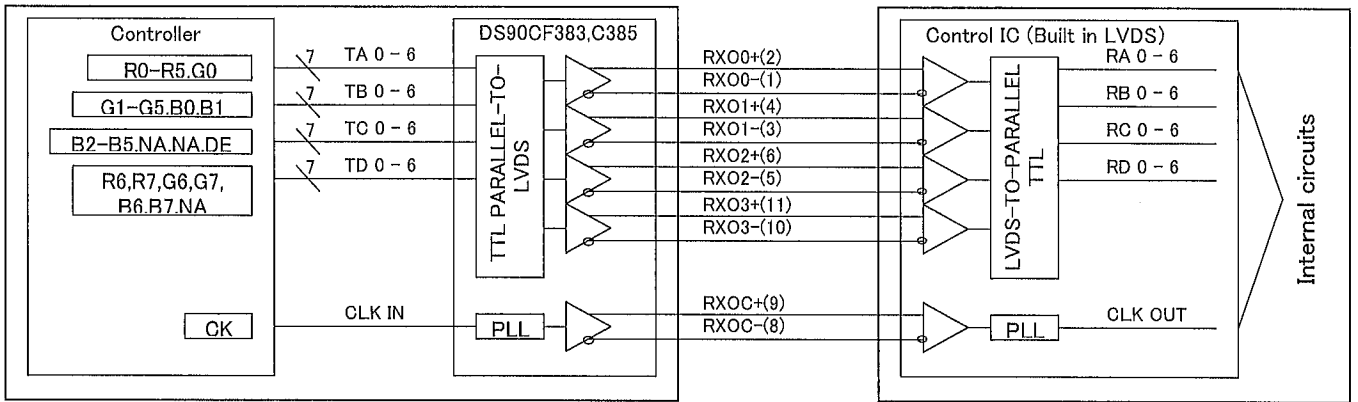 Controller
R0-R5.G0
G1-G5.B0.B1
B2-B5.NA.NA.DE
R6,R7,G6,G7,
B6.B7.NA
CK
7
TA 0-6
7
TB 0-6
7
TC 0-6
7
TD 0-6
CLK IN
DS90CF383,C385
TTL PARALLEL-TO-
LVDS
PLL
RXO0+(2)
RXO0-(1)
RXO1+(4)
RXO1-(3)
RXO2+(6)
RXO2-(5)
RXO3+(11)
RXO3-(10)
RXOC+(9)
RXOC-(8)
Control IC (Built in LVDS)
LVDS-TO-PARALLEL
TTL
PLL
RA 0-6
RB 0-6
RC 0-6
RD 0-6
CLK OUT
Internal circuits